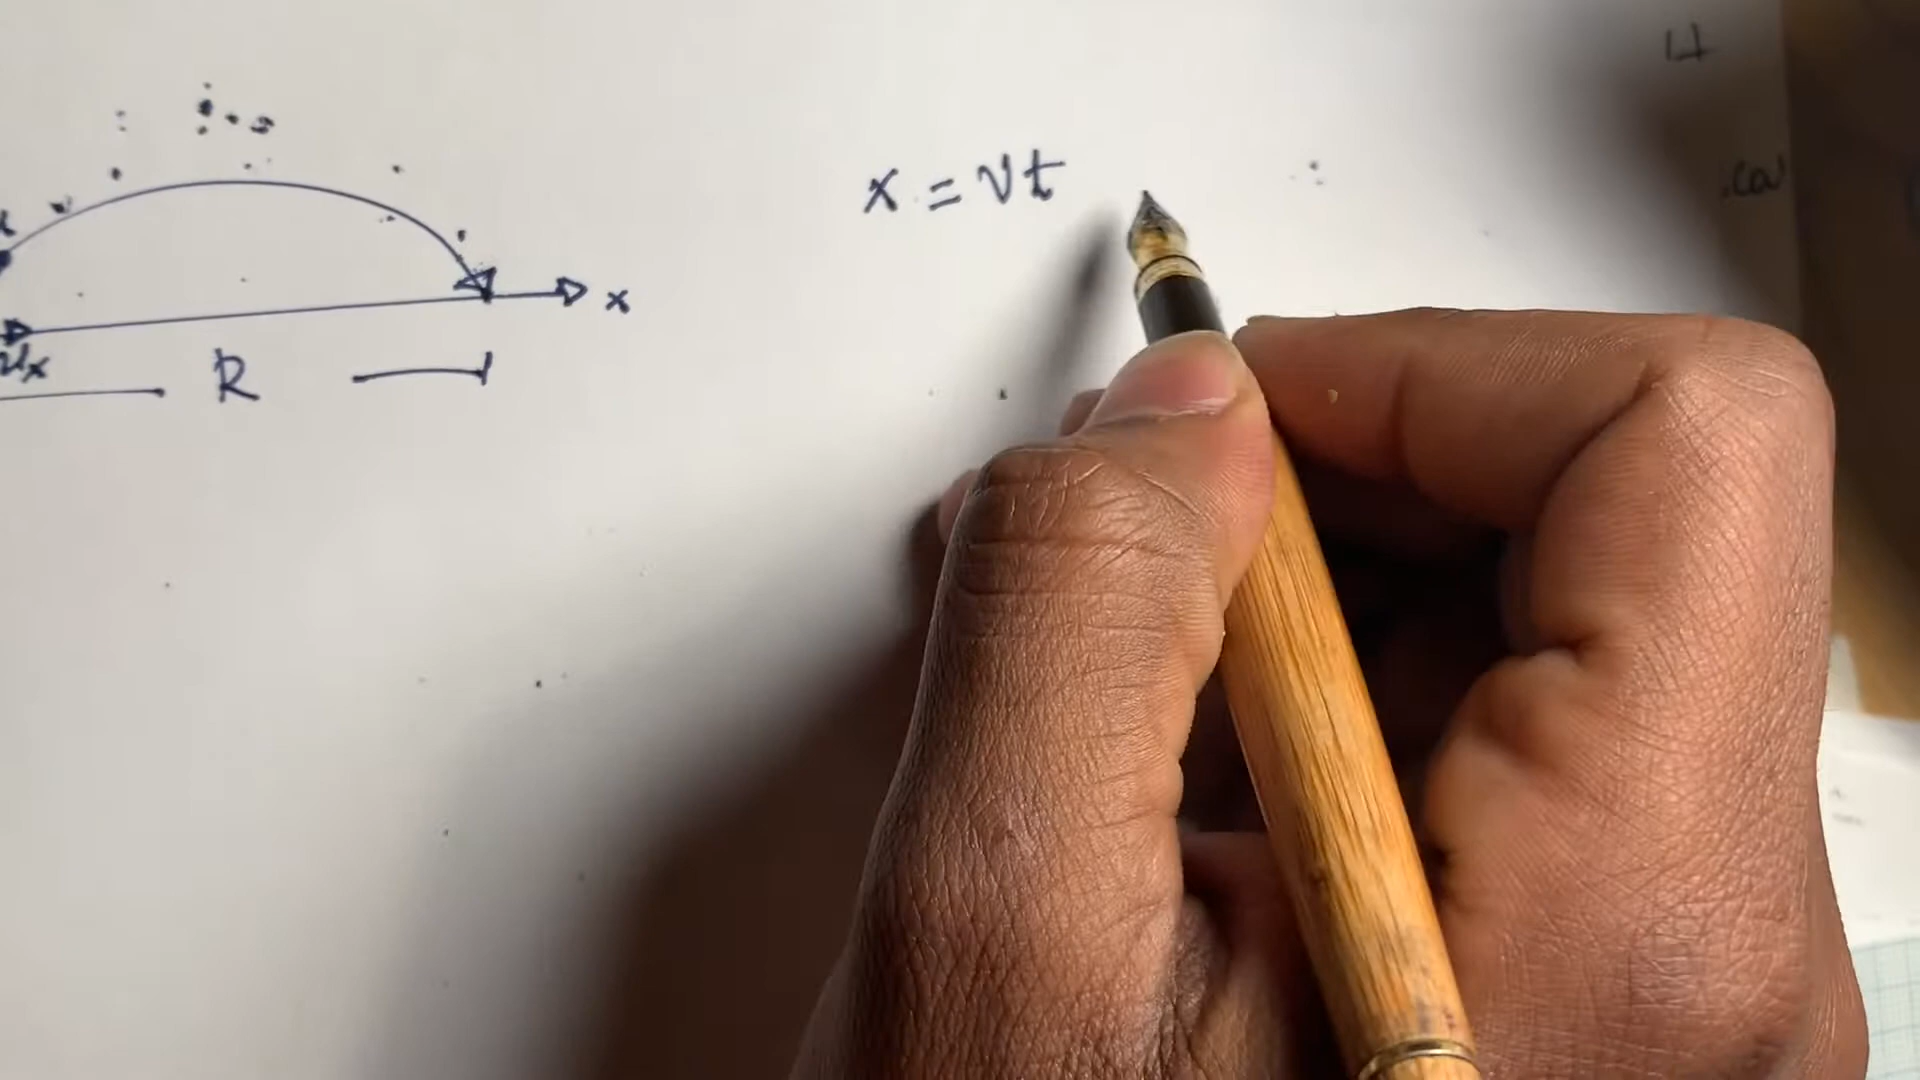 x = vt
x
ux
R